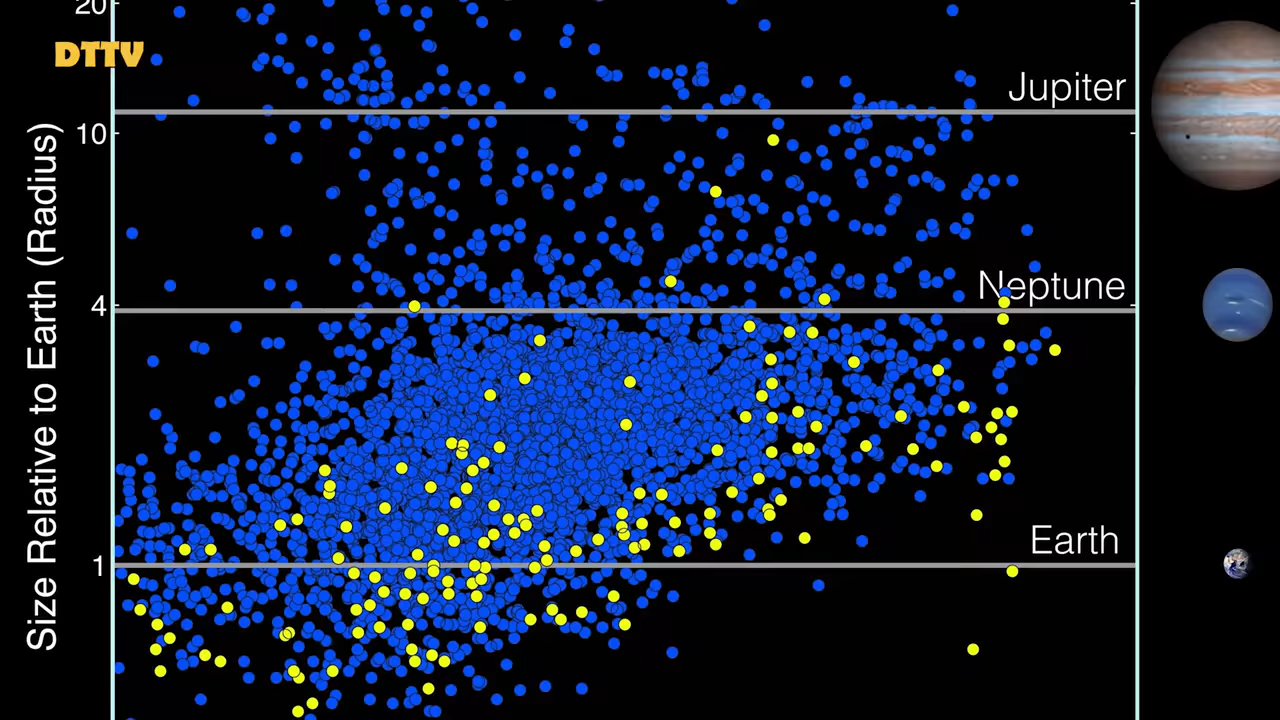 20
DTTV
Jupiter
10
Size Relative to Earth (Radius)
Neptune
4
Earth
1